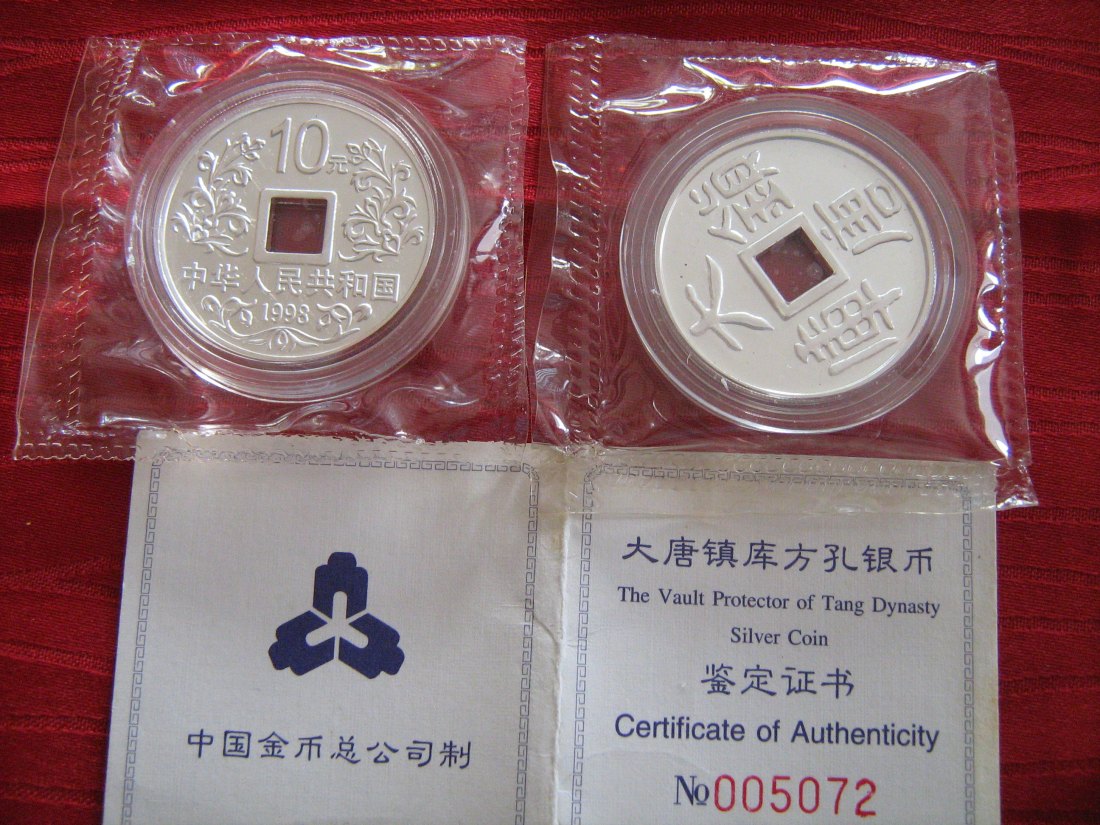 10元
中华人民共和国
1998
大
中国金币总公司制
大唐镇库方孔银币
The Vault Protector of Tang Dynasty
Silver Coin
鉴定证书
Certificate of Authenticity
№005072